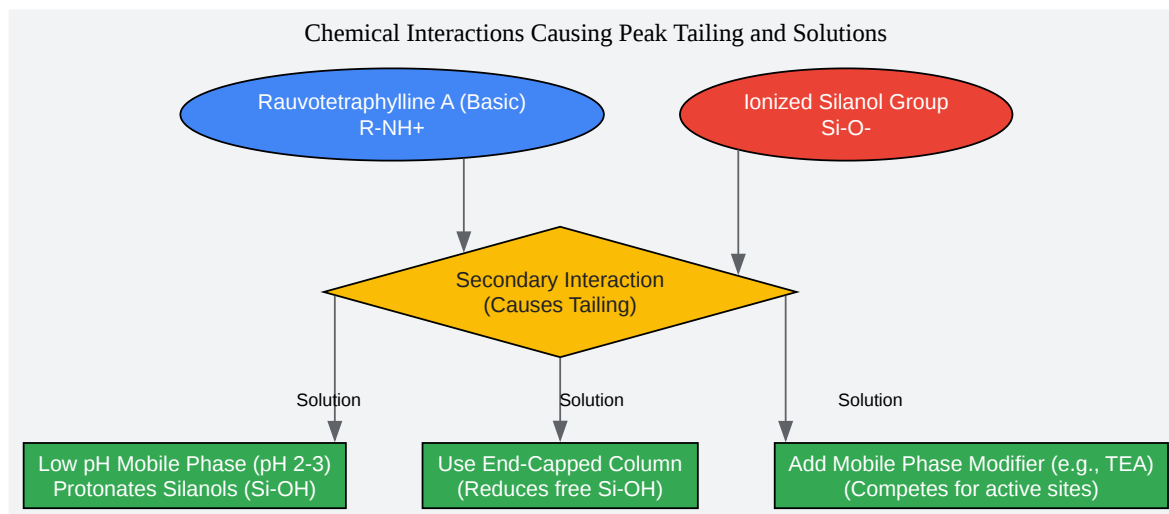 Chemical Interactions Causing Peak Tailing and Solutions
Rauvotetraphylline A (Basic)
R-NH+
Ionized Silanol Group
Si-O-
Secondary Interaction
(Causes Tailing)
Solution
Solution
Solution
Low pH Mobile Phase (pH 2-3)
Protonates Silanols (Si-OH)
Use End-Capped Column
(Reduces free Si-OH)
Add Mobile Phase Modifier (e.g., TEA)
(Competes for active sites)